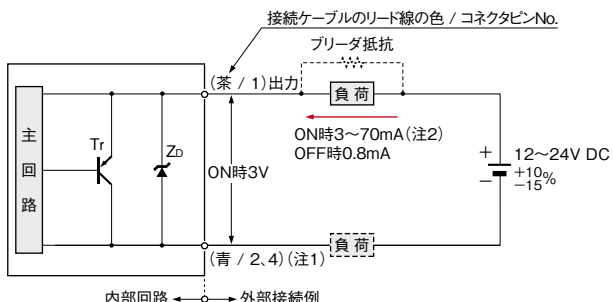 接続ケーブルのリード線の色 / コネクタピンNo.
ブリーダ抵抗
(茶 / 1)出力
負荷
主回路
Tr
ZD
ON時3V
ON時3〜70mA(注2)
OFF時0.8mA
+
−
12〜24V DC
+10%
−15
(青 / 2、4)(注1)
負荷
内部回路
外部接続例